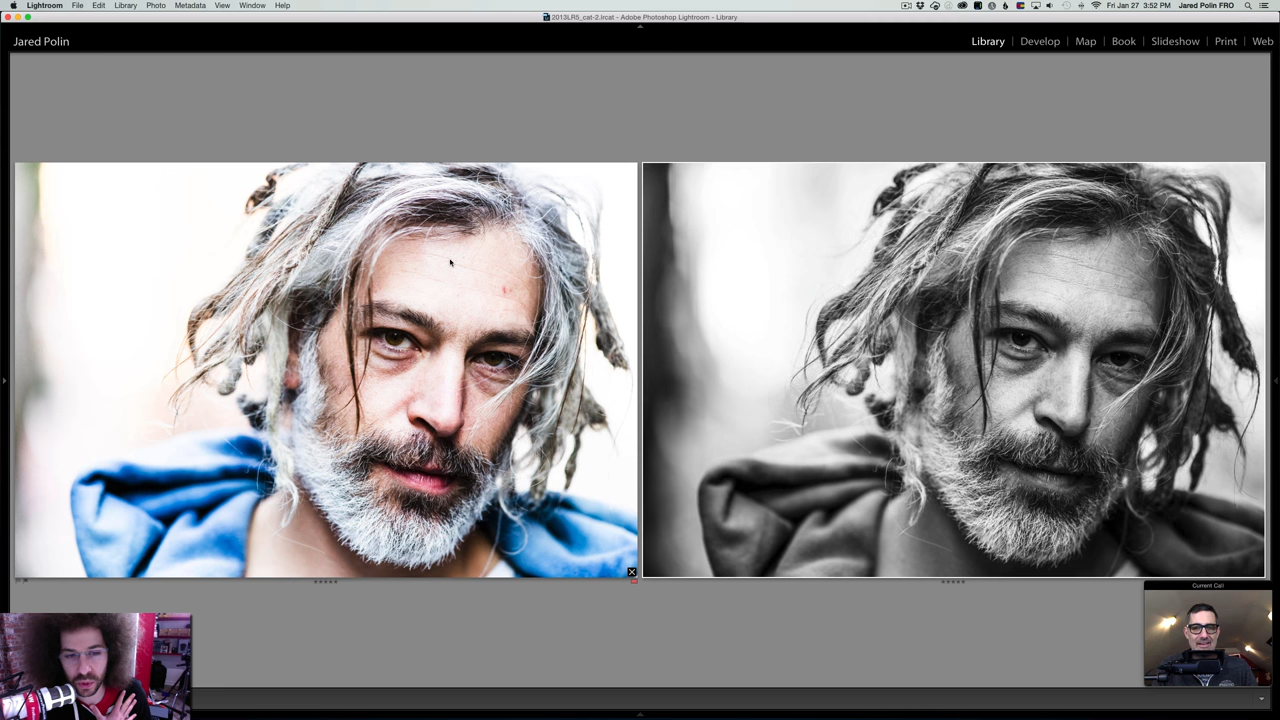 Lightroom File Edit Library Photo Metadata View Window Help Fri Jan 27 3:52 PM Jared Polin FRO
2013LR5_cat-2.lrcat - Adobe Photoshop Lightroom - Library
Jared Polin Library | Develop | Map | Book | Slideshow | Print | Web
Current Call